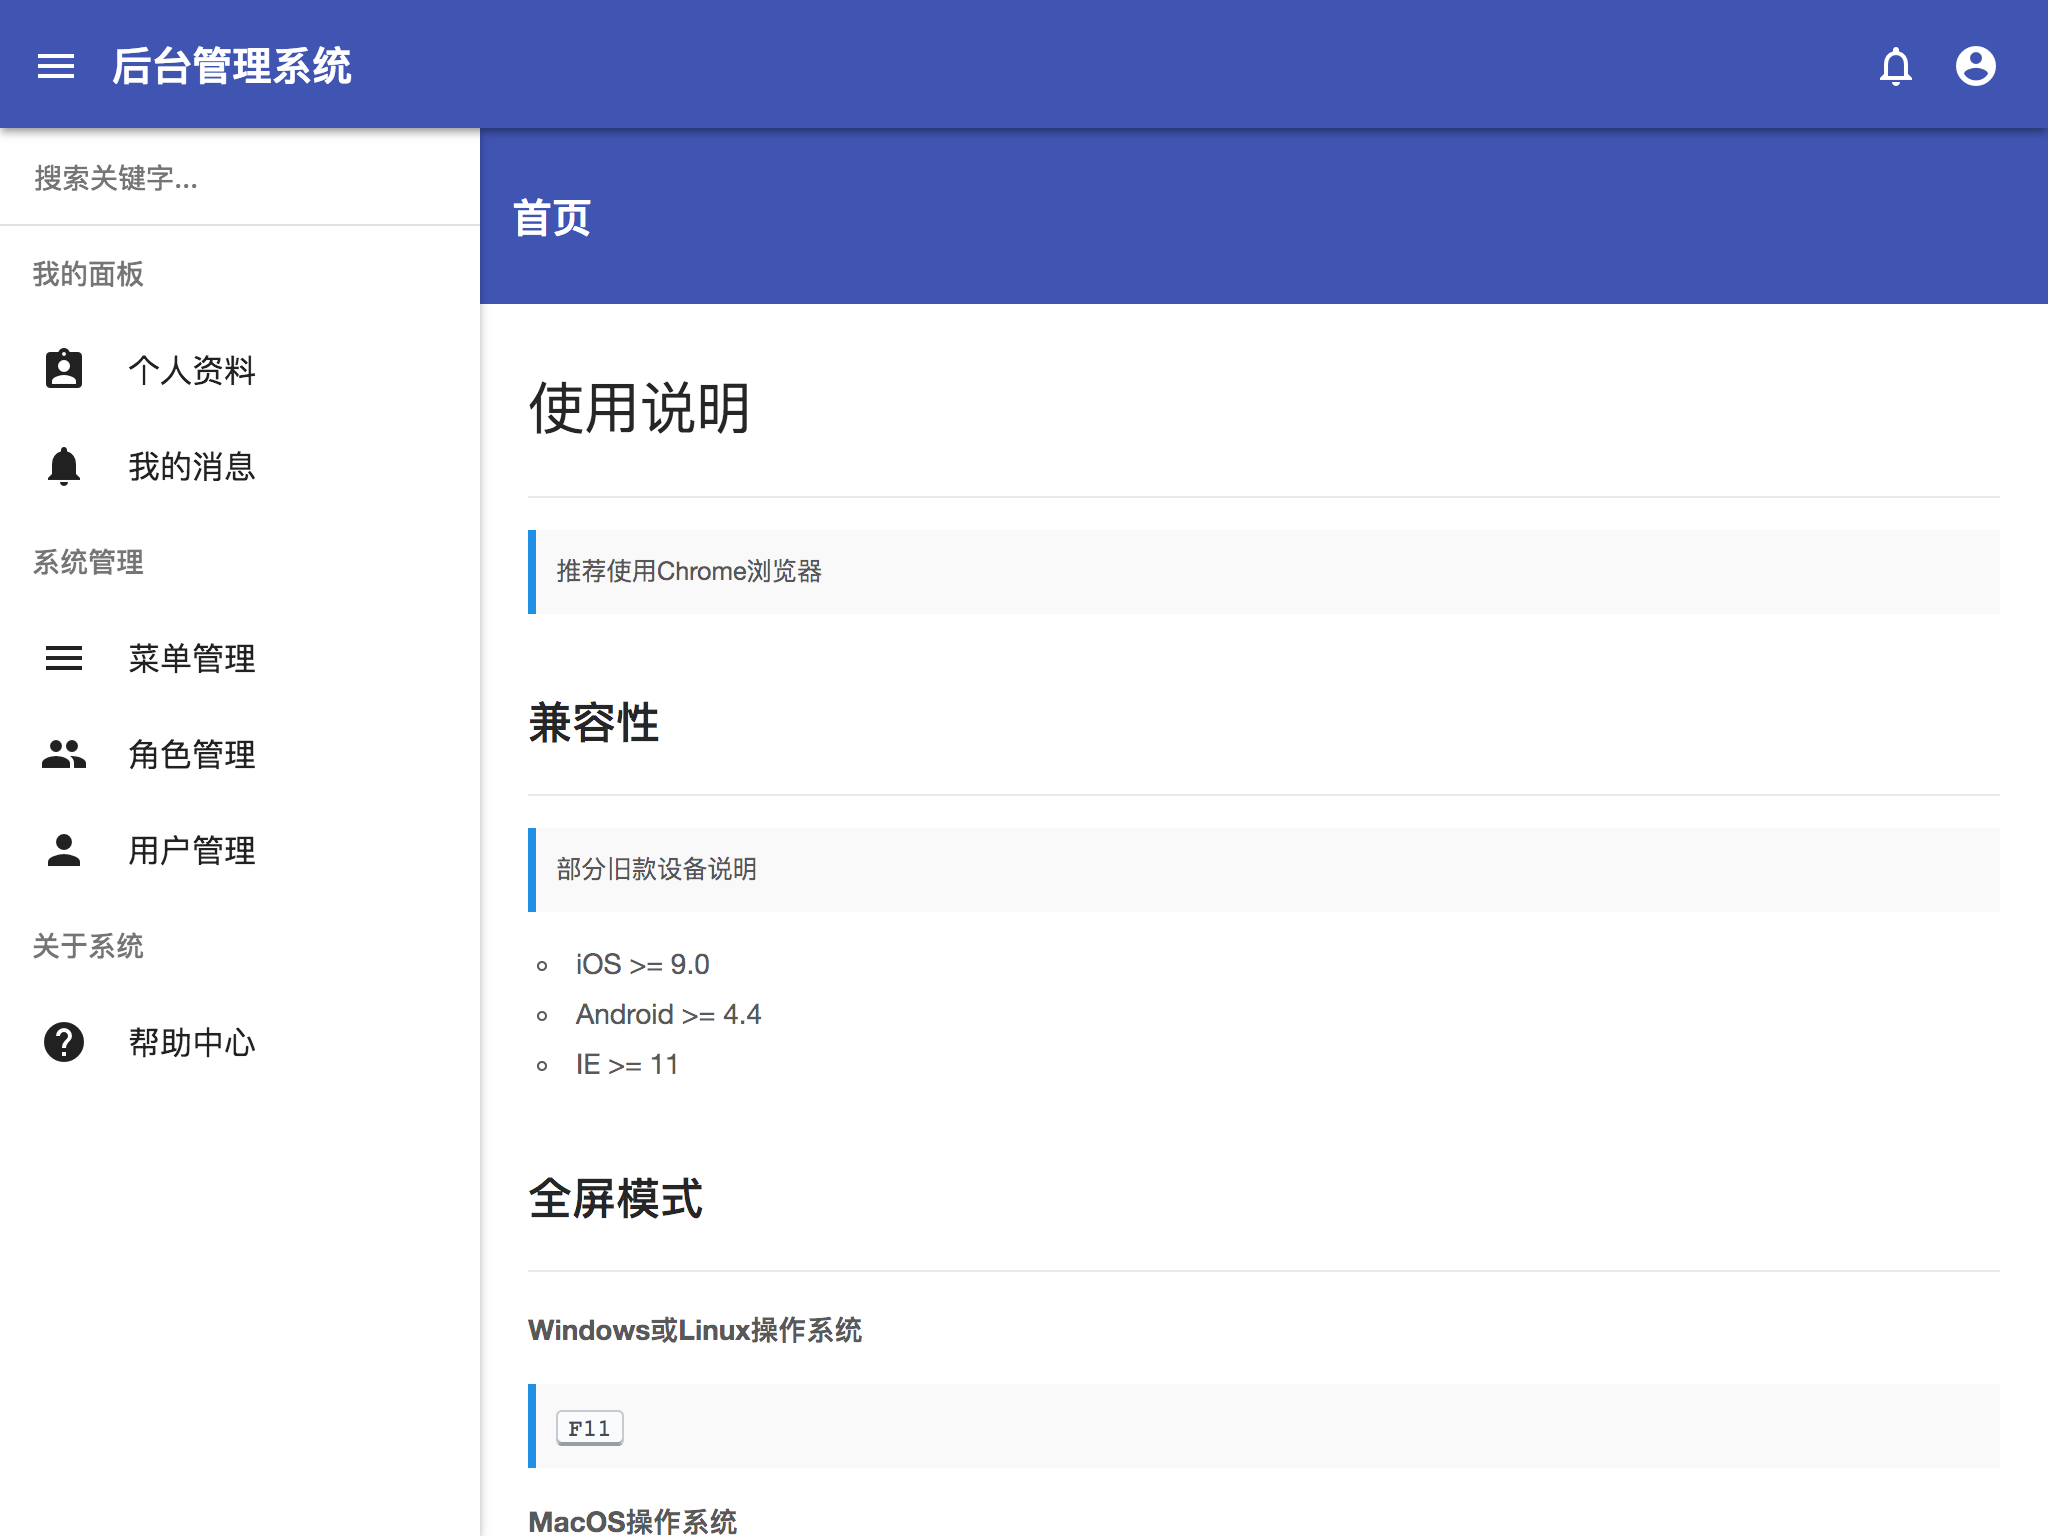 后台管理系统
搜索关键字...
我的面板
个人资料
我的消息
系统管理
菜单管理
角色管理
用户管理
关于系统
帮助中心
首页
使用说明
推荐使用Chrome浏览器
兼容性
部分旧款设备说明
iOS >= 9.0
Android >= 4.4
IE >= 11
全屏模式
Windows或Linux操作系统
F11
MacOS操作系统